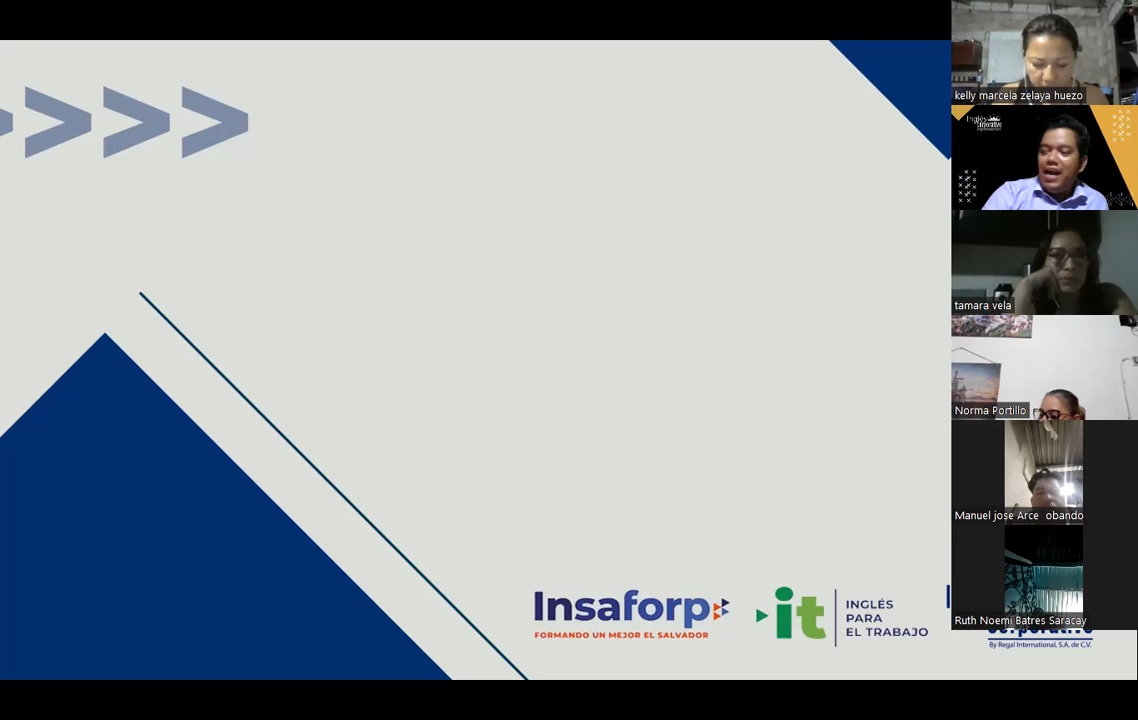 kelly marcela zelaya huezo
Inglés
tamara vela
Norma Portillo
Manuel jose Arce obando
Ruth Noemi Batres Saracay
Insaforp
FORMANDO UN MEJOR EL SALVADOR
it
INGLÉS
PARA
EL TRABAJO
By Regal International, S.A. de C.V.